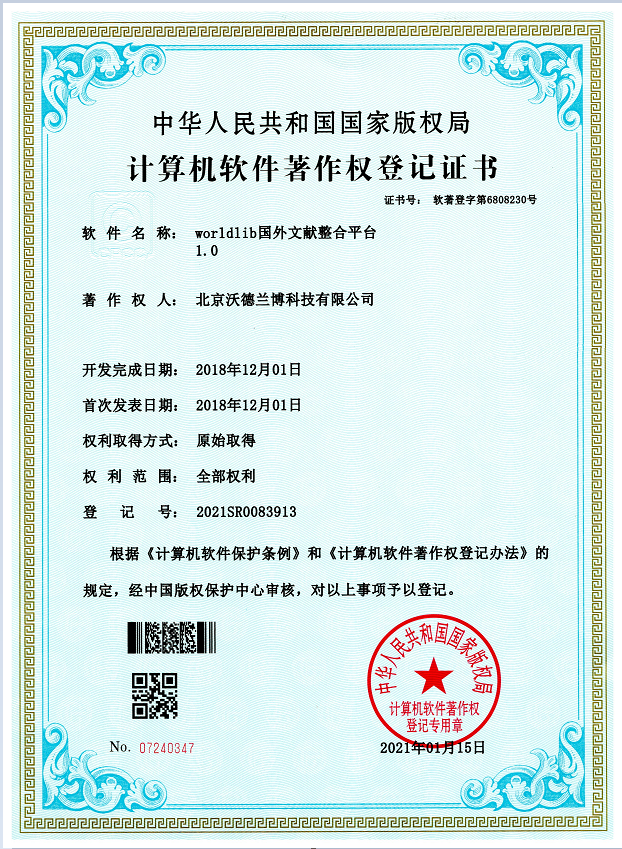 中华人民共和国国家版权局
计算机软件著作权登记证书
证书号： 软著登字第6808230号
软件名称： worldlib国外文献整合平台
1.0
著作权人： 北京沃德兰博科技有限公司
开发完成日期： 2018年12月01日
首次发表日期： 2018年12月01日
权利取得方式： 原始取得
权利范围： 全部权利
登记号： 2021SR0083913
根据《计算机软件保护条例》和《计算机软件著作权登记办法》的
规定，经中国版权保护中心审核，对以上事项予以登记。
中华人民共和国国家版权局
计算机软件著作权
登记专用章
No. 07240347
2021年01月15日